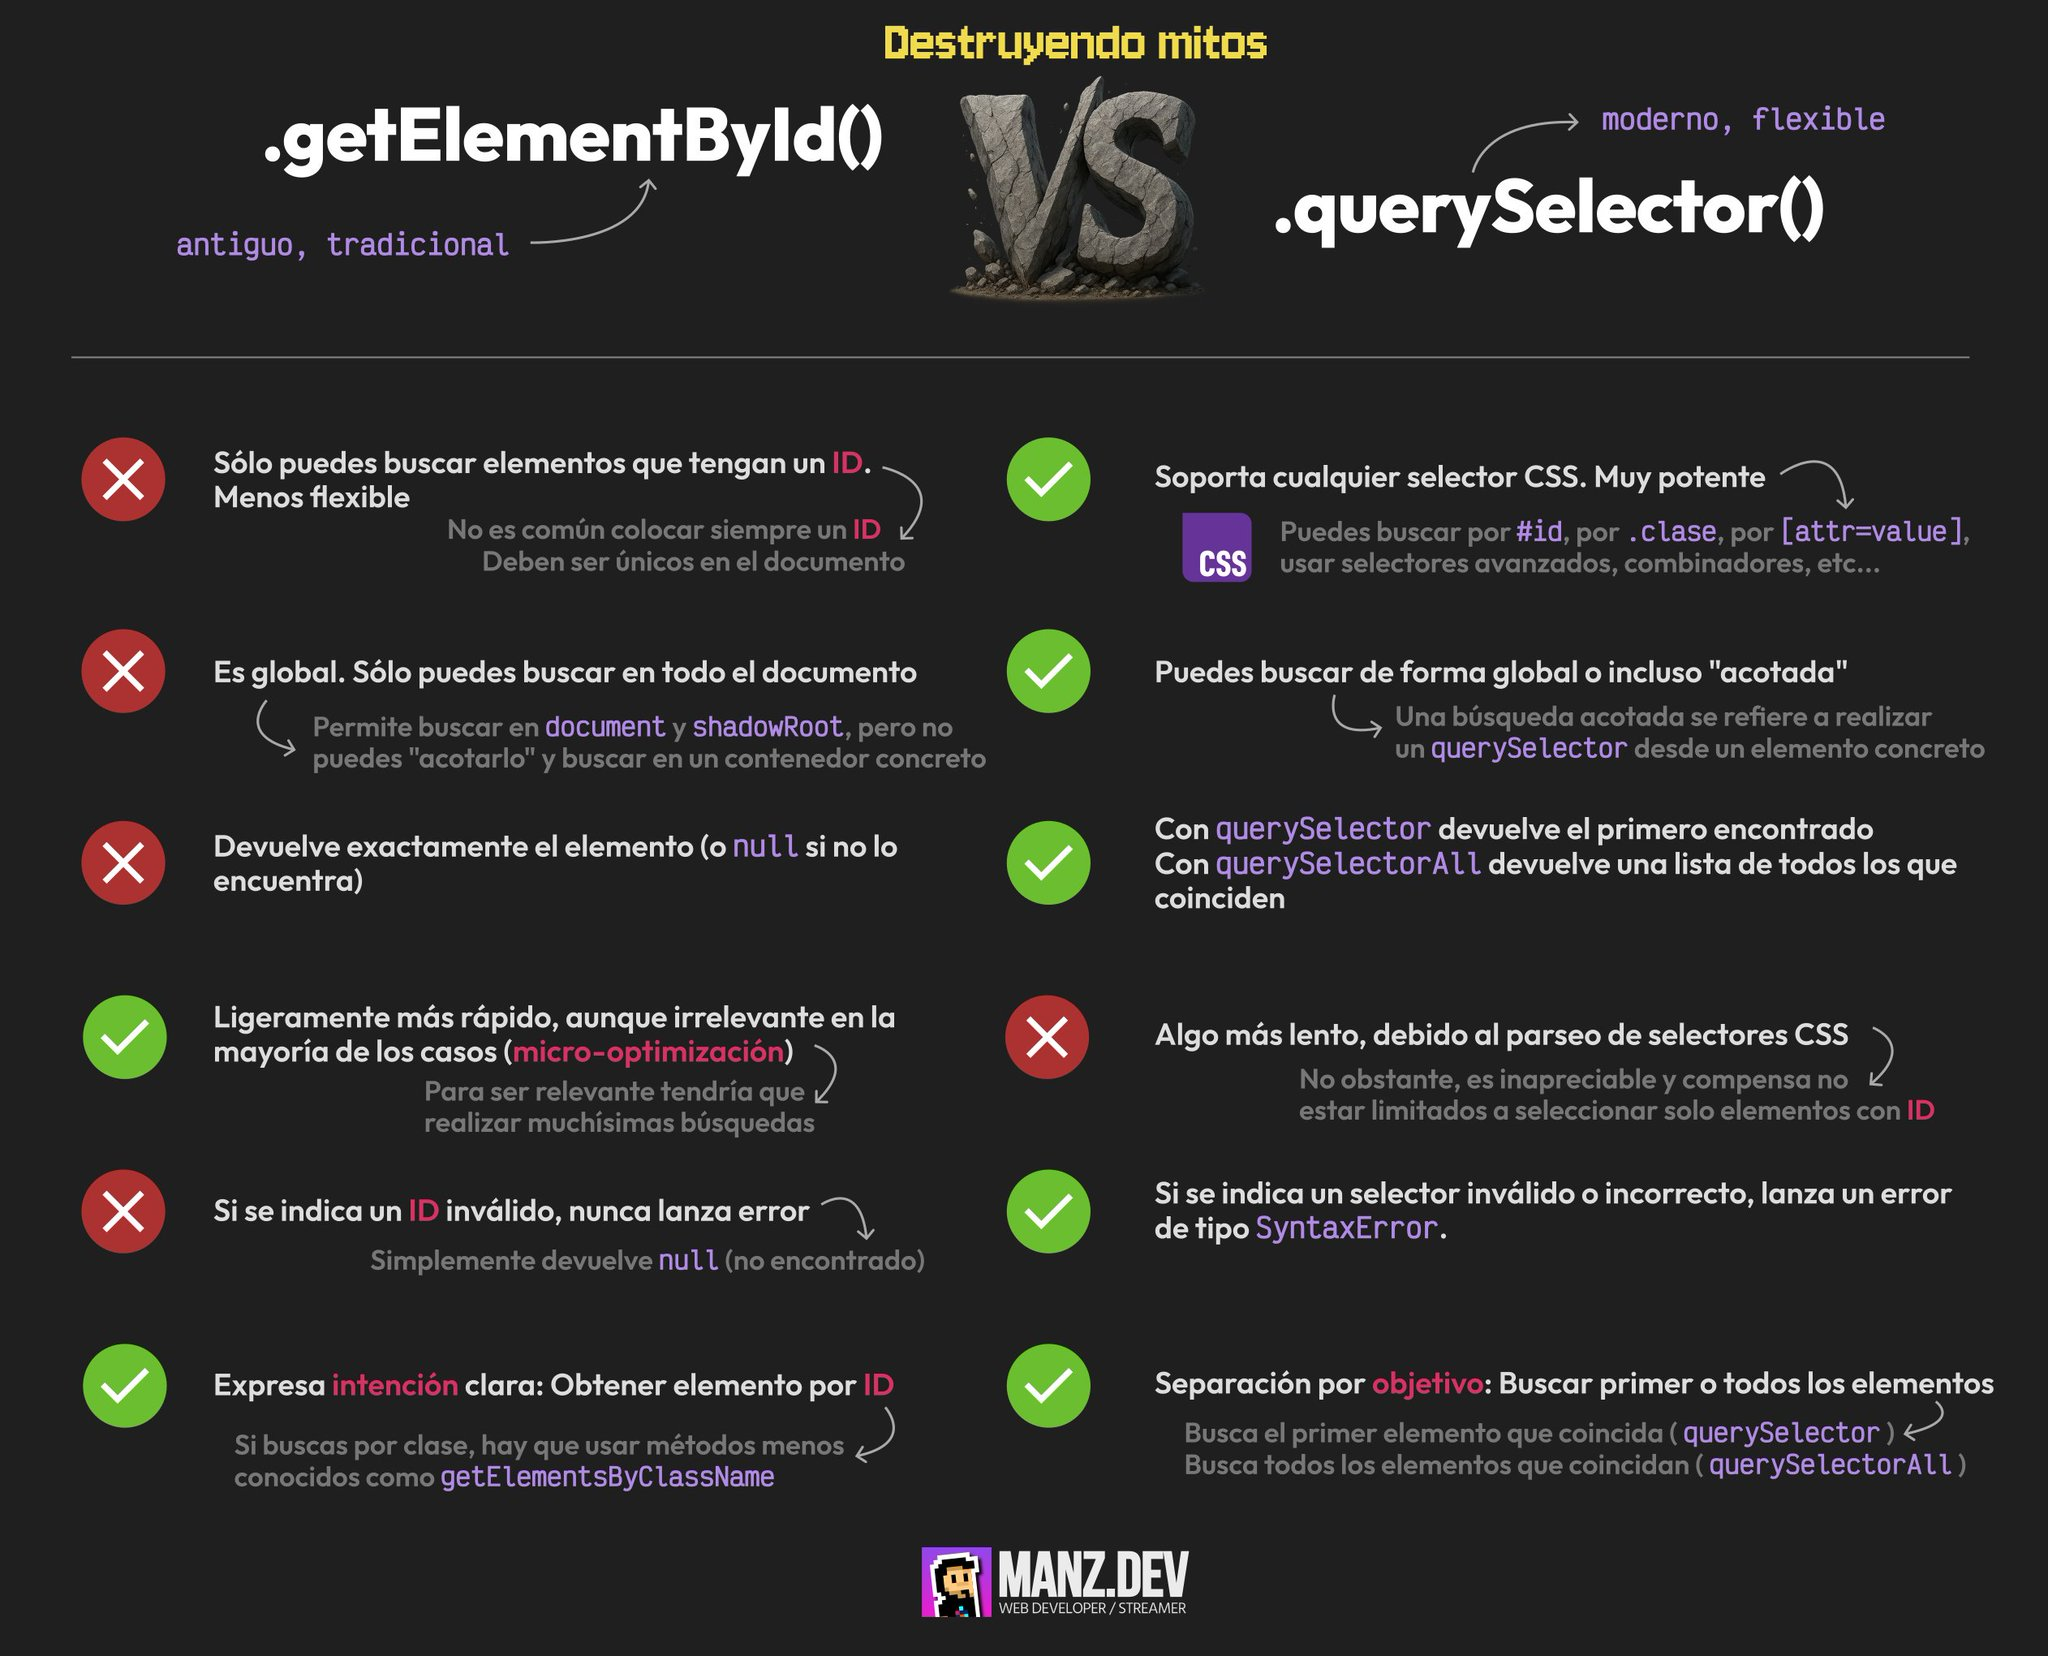 Destruyendo mitos
.getElementById()
VS
moderno, flexible
.querySelector()
antiguo, tradicional
Sólo puedes buscar elementos que tengan un ID.
Menos flexible
No es común colocar siempre un ID
Deben ser únicos en el documento
Soporta cualquier selector CSS. Muy potente
CSS
Puedes buscar por #id, por .clase, por [attr=value],
usar selectores avanzados, combinadores, etc...
Es global. Sólo puedes buscar en todo el documento
Permite buscar en document y shadowRoot, pero no
puedes "acotarlo" y buscar en un contenedor concreto
Puedes buscar de forma global o incluso "acotada"
Una búsqueda acotada se refiere a realizar
un querySelector desde un elemento concreto
Devuelve exactamente el elemento (o null si no lo
encuentra)
Con querySelector devuelve el primero encontrado
Con querySelectorAll devuelve una lista de todos los que
coinciden
Ligeramente más rápido, aunque irrelevante en la
mayoría de los casos (micro-optimización)
Para ser relevante tendría que
realizar muchísimas búsquedas
Algo más lento, debido al parseo de selectores CSS
No obstante, es inapreciable y compensa no
estar limitados a seleccionar solo elementos con ID
Si se indica un ID inválido, nunca lanza error
Simplemente devuelve null (no encontrado)
Si se indica un selector inválido o incorrecto, lanza un error
de tipo SyntaxError.
Expresa intención clara: Obtener elemento por ID
Si buscas por clase, hay que usar métodos menos
conocidos como getElementsByClassName
Separación por objetivo: Buscar primer o todos los elementos
Busca el primer elemento que coincida ( querySelector )
Busca todos los elementos que coincidan ( querySelectorAll )
MANZ.DEV
WEB DEVELOPER / STREAMER